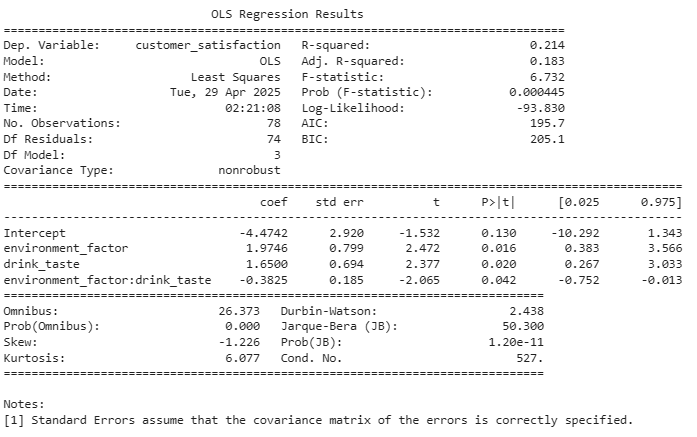 OLS Regression Results
==============================================================================
Dep. Variable: customer_satisfaction R-squared: 0.214
Model: OLS Adj. R-squared: 0.183
Method: Least Squares F-statistic: 6.732
Date: Tue, 29 Apr 2025 Prob (F-statistic): 0.000445
Time: 02:21:08 Log-Likelihood: -93.830
No. Observations: 78 AIC: 195.7
Df Residuals: 74 BIC: 205.1
Df Model: 3
Covariance Type: nonrobust
==============================================================================
coef std err t P>|t| [0.025 0.975]
------------------------------------------------------------------------------
Intercept -4.4742 2.920 -1.532 0.130 -10.292 1.343
environment_factor 1.9746 0.799 2.472 0.016 0.383 3.566
drink_taste 1.6500 0.694 2.377 0.020 0.267 3.033
environment_factor:drink_taste -0.3825 0.185 -2.065 0.042 -0.752 -0.013
==============================================================================
Omnibus: 26.373 Durbin-Watson: 2.438
Prob(Omnibus): 0.000 Jarque-Bera (JB): 50.300
Skew: -1.226 Prob(JB): 1.20e-11
Kurtosis: 6.077 Cond. No. 527.
==============================================================================
Notes:
[1] Standard Errors assume that the covariance matrix of the errors is correctly specified.